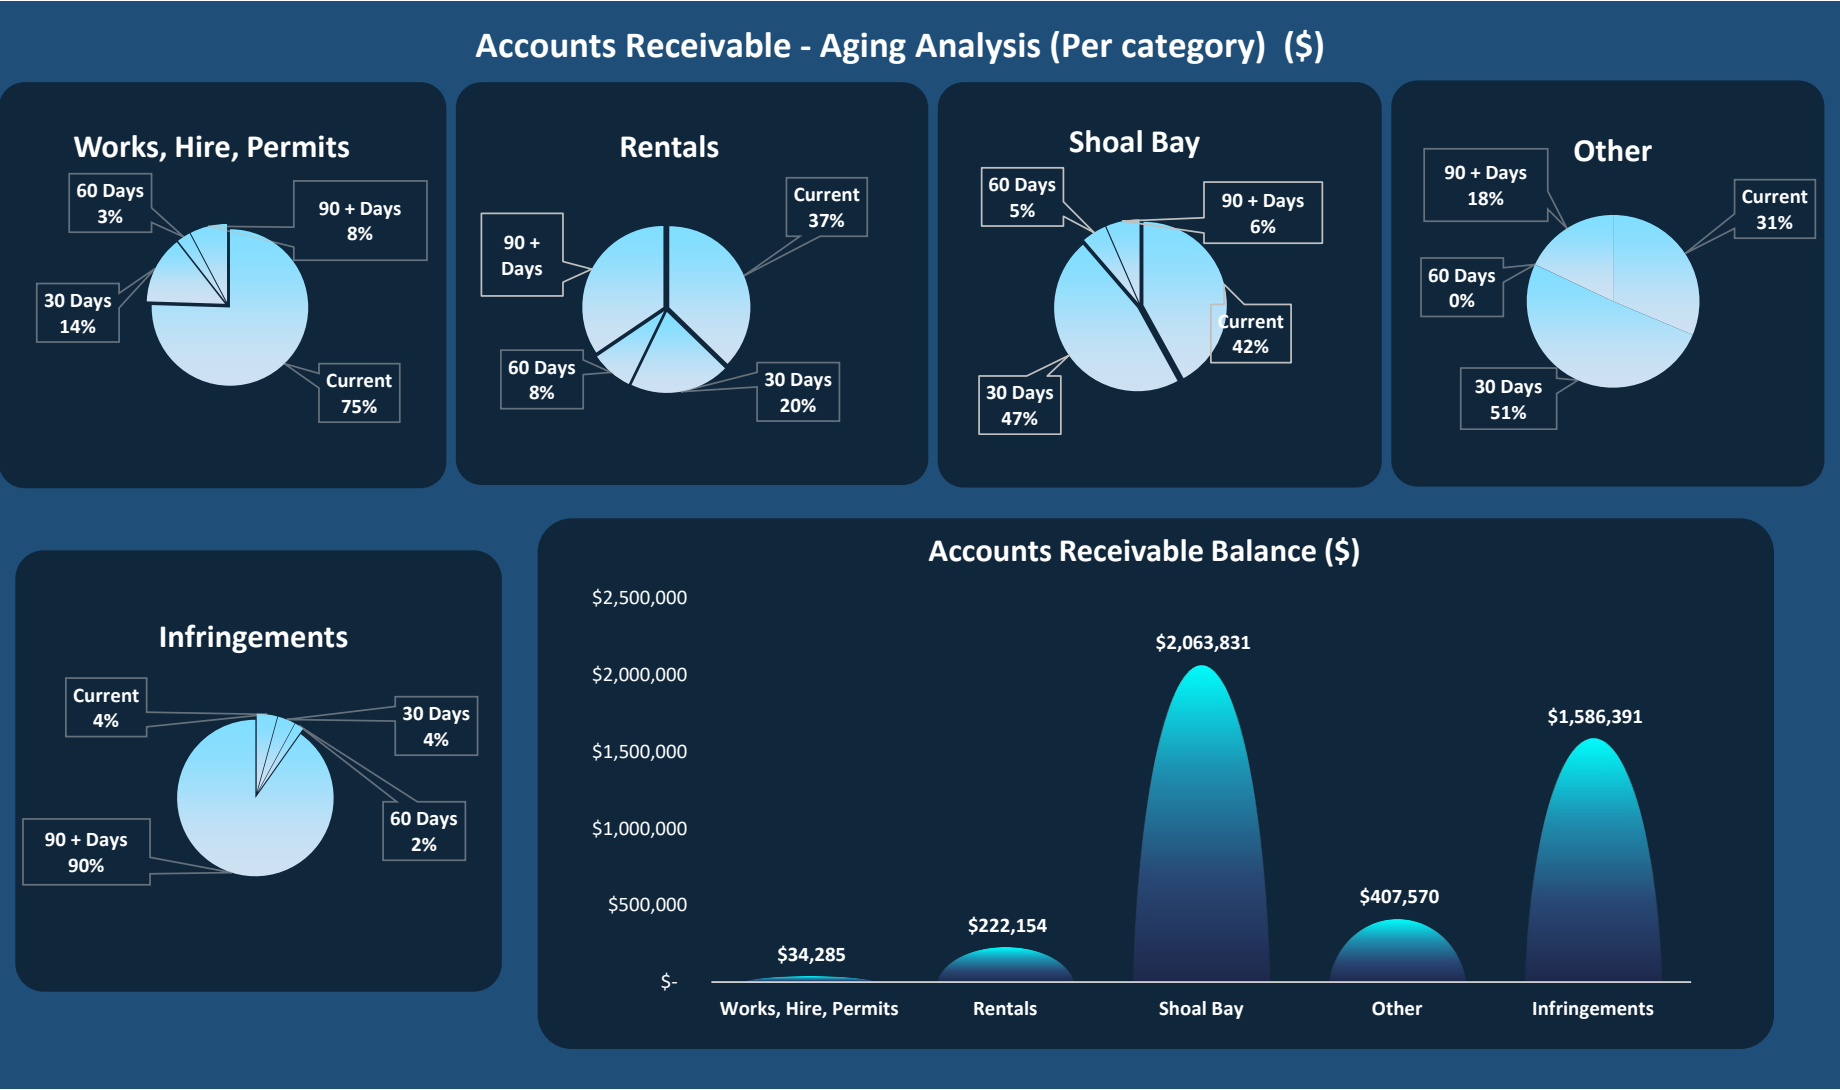 Accounts Receivable - Aging Analysis (Per category) ($)
Works, Hire, Permits
60 Days
3%
90 + Days
8%
30 Days
14%
Current
75%
Rentals
Current
37%
90 +
Days
60 Days
8%
30 Days
20%
Shoal Bay
60 Days
5%
90 + Days
6%
Current
42%
30 Days
47%
Other
90 + Days
18%
Current
31%
60 Days
0%
30 Days
51%
Infringements
Current
4%
30 Days
4%
60 Days
2%
90 + Days
90%
Accounts Receivable Balance ($)
$2,500,000
$2,000,000
$1,500,000
$1,000,000
$500,000
$-
$34,285
$222,154
$2,063,831
$407,570
$1,586,391
Works, Hire, Permits
Rentals
Shoal Bay
Other
Infringements